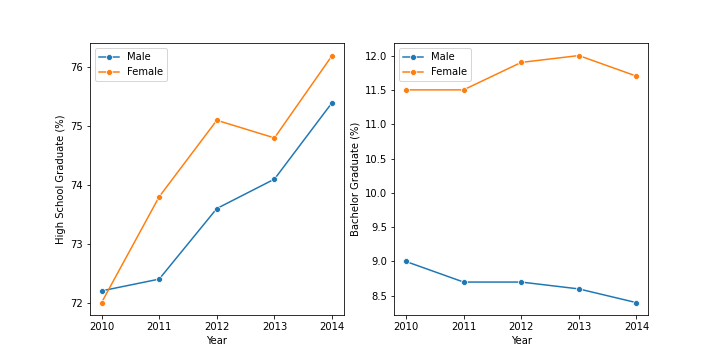 Male
Female
76
75
74
73
72
High School Graduate (%)
2010 2011 2012 2013 2014
Year
Male
Female
12.0
11.5
11.0
10.5
10.0
9.5
9.0
8.5
Bachelor Graduate (%)
2010 2011 2012 2013 2014
Year